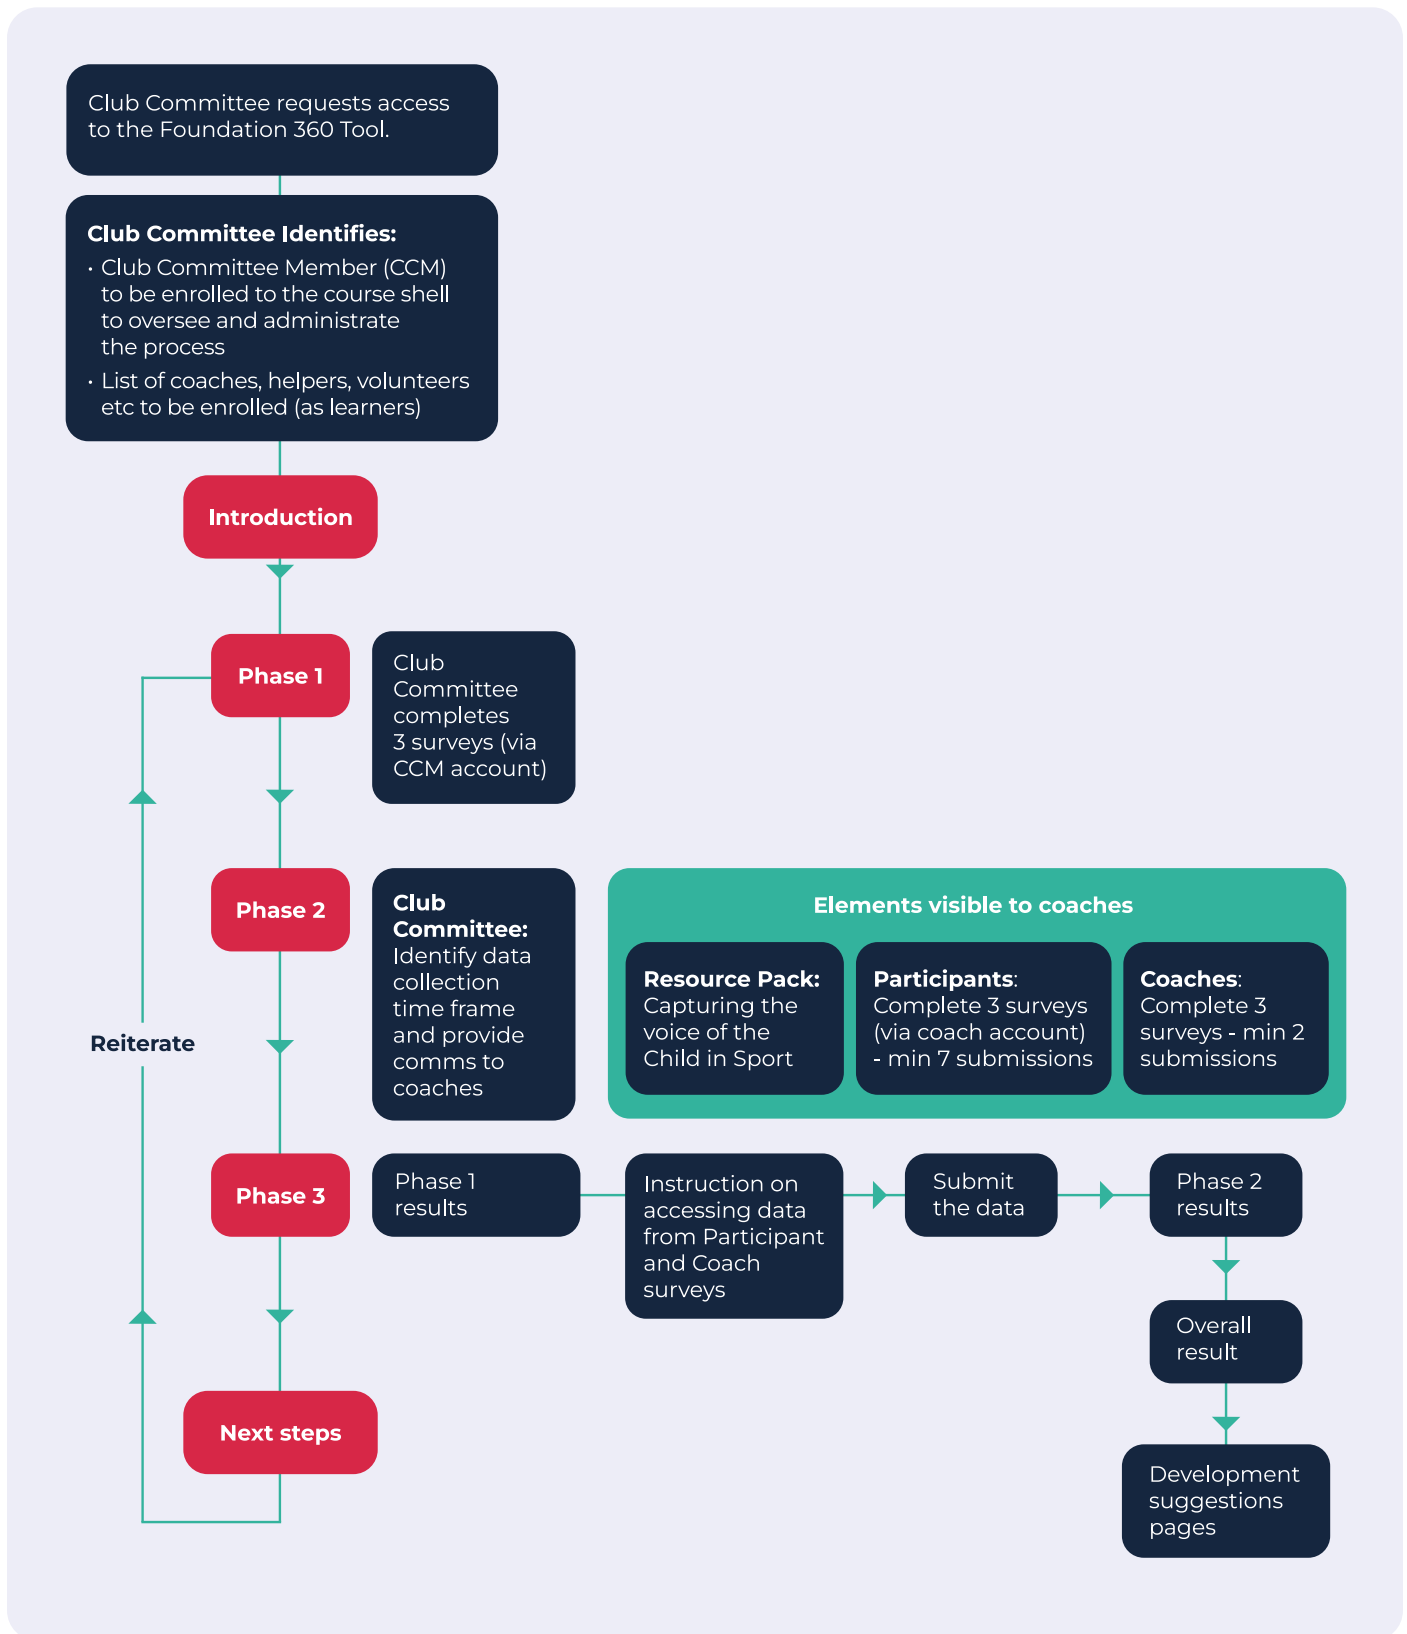 Club Committee requests access
to the Foundation 360 Tool.
Club Committee Identifies:
· Club Committee Member (CCM)
to be enrolled to the course shell
to oversee and administrate
the process
· List of coaches, helpers, volunteers
etc to be enrolled (as learners)
Introduction
Phase 1
Club
Committee
completes
3 surveys (via
CCM account)
Phase 2
Club
Committee:
Identify data
collection
time frame
and provide
comms to
coaches
Elements visible to coaches
Resource Pack:
Capturing the
voice of the
Child in Sport
Participants:
Complete 3 surveys
(via coach account)
- min 7 submissions
Coaches:
Complete 3
surveys - min 2
submissions
Reiterate
Phase 3
Phase 1
results
Instruction on
accessing data
from Participant
and Coach
surveys
Submit
the data
Phase 2
results
Overall
result
Next steps
Development
suggestions
pages